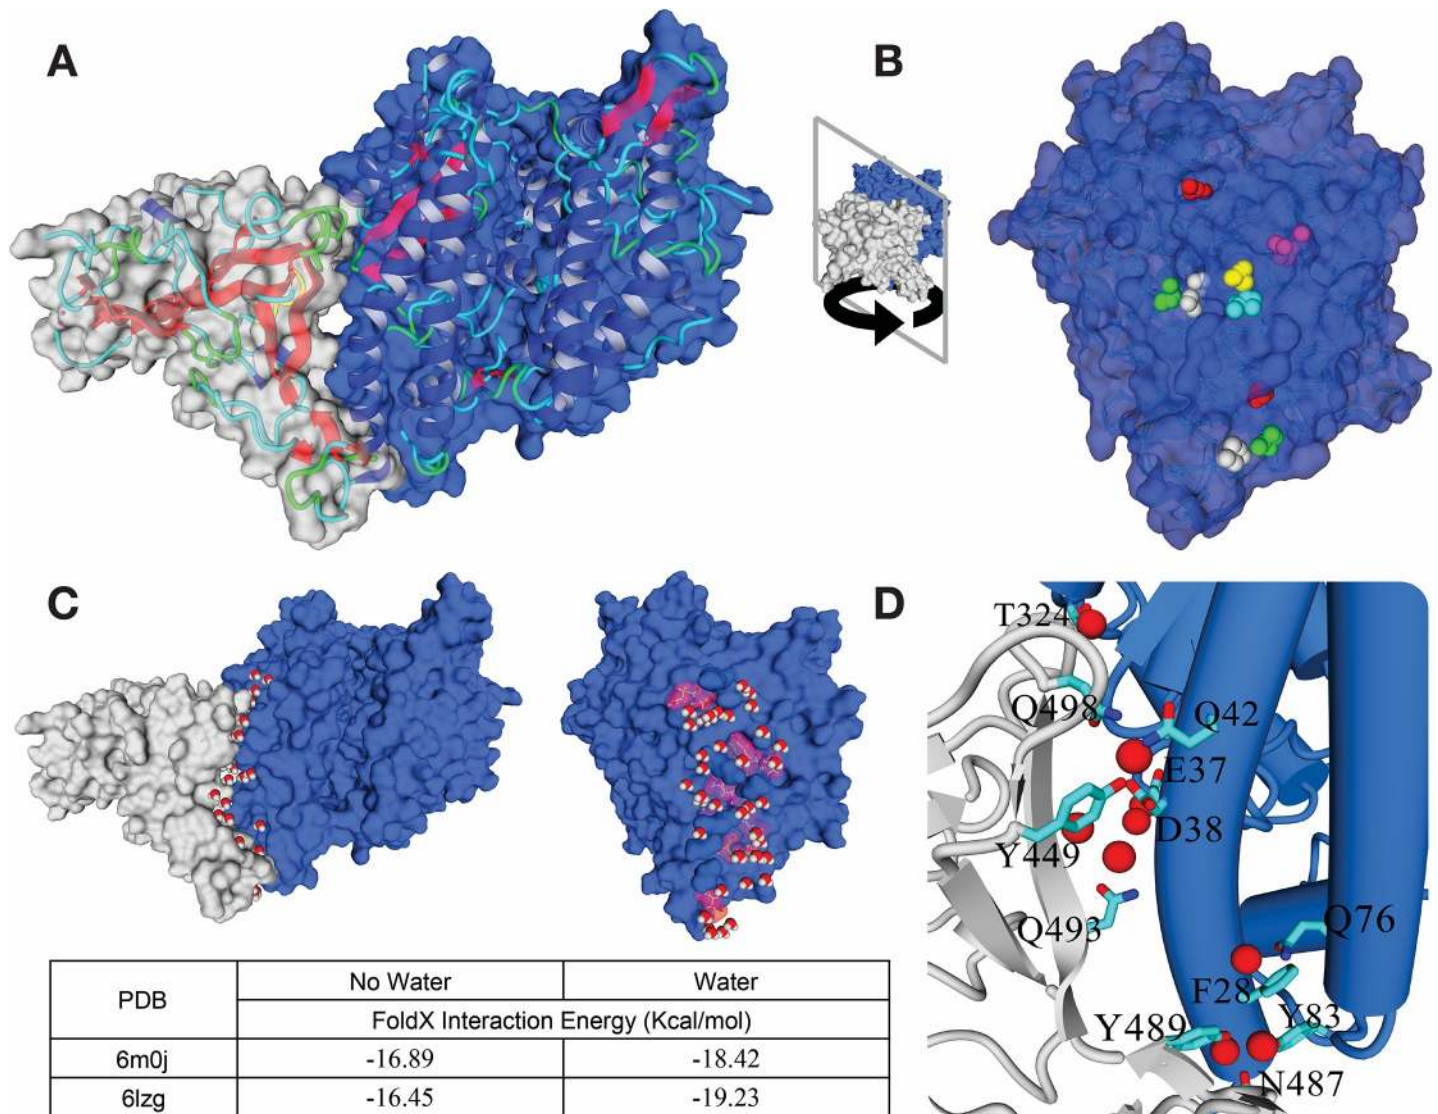 A
B
C
PDB
No Water
Water
FoldX Interaction Energy (Kcal/mol)
6m0j
-16.89
-18.42
6lzg
-16.45
-19.23
D
T324
Q498
Q42
E37
D38
Y449
Q493
Q76
F28
Y83
Y489
N487